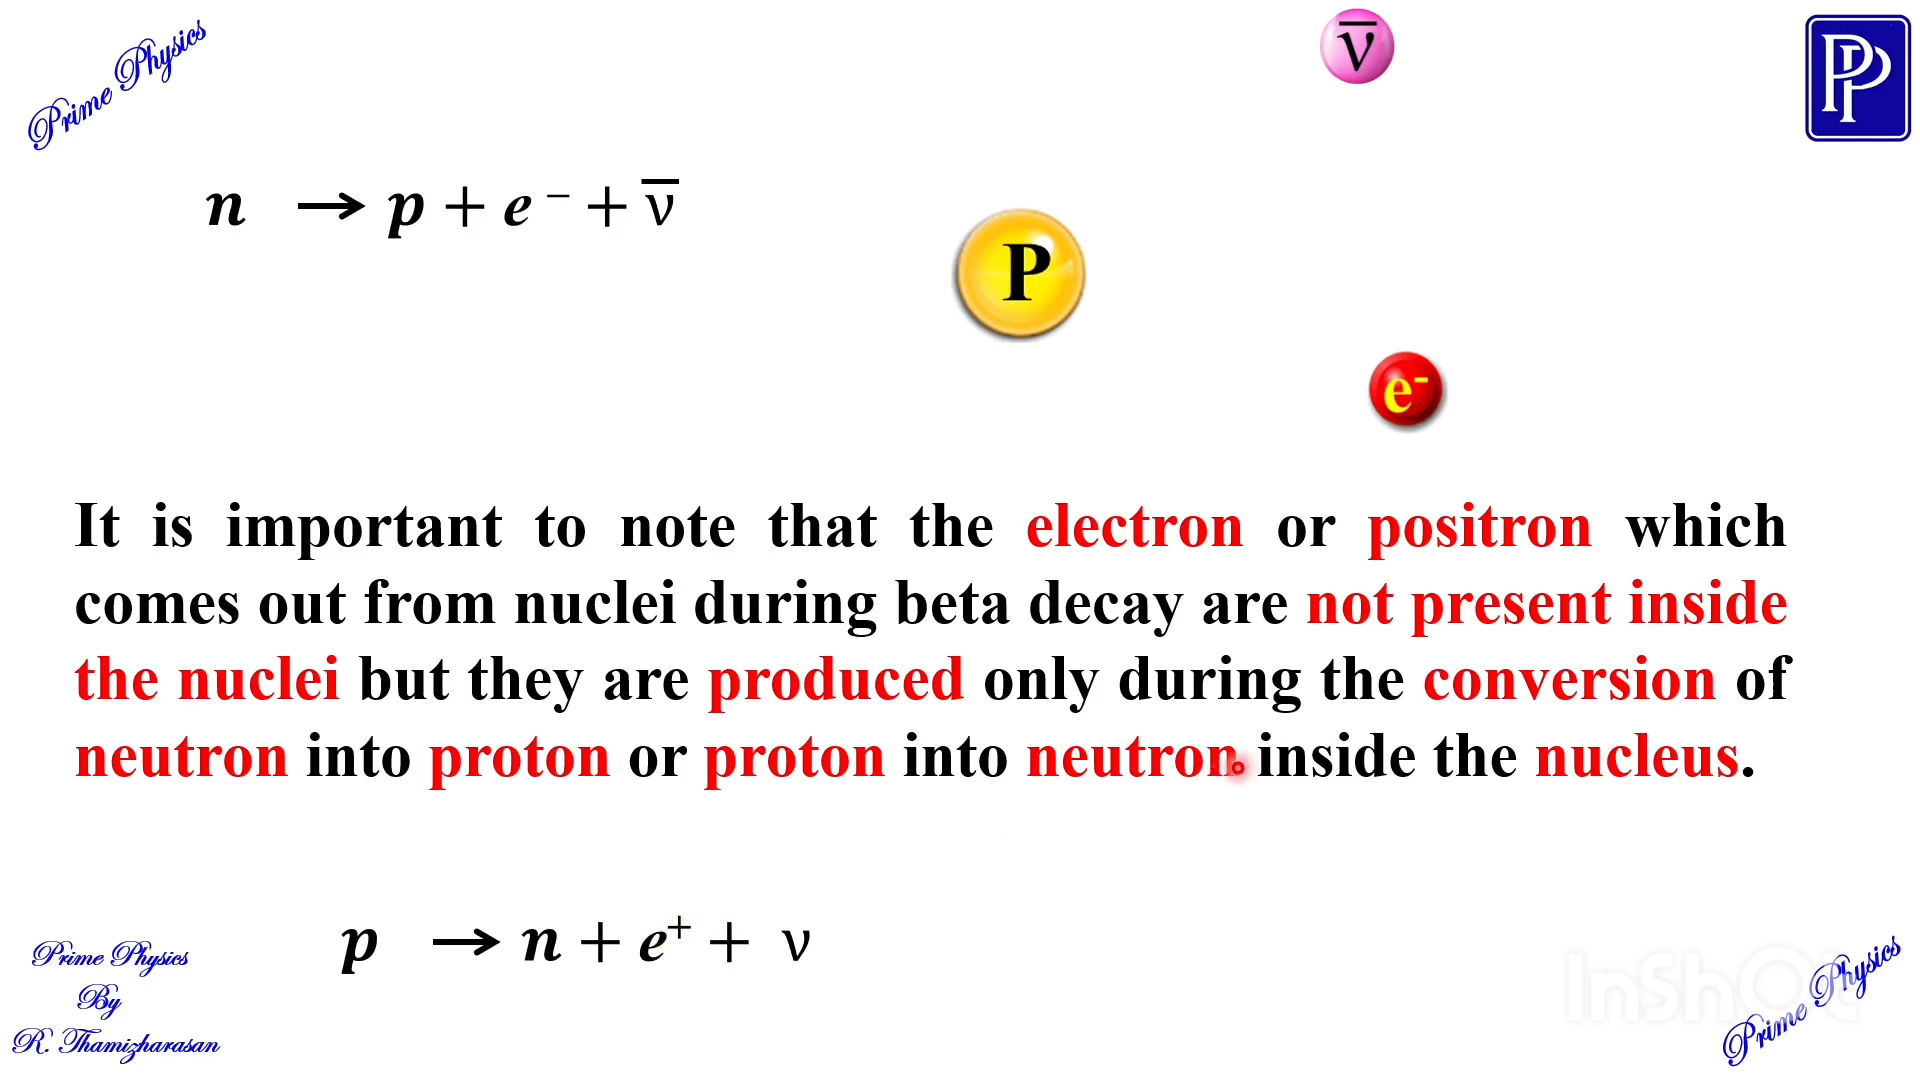 Prime Physics
ν̅
PP
n → p + e⁻ + ν̅
P
e⁻
It is important to note that the electron or positron which
comes out from nuclei during beta decay are not present inside
the nuclei but they are produced only during the conversion of
neutron into proton or proton into neutron inside the nucleus.
p → n + e⁺ + ν
Prime Physics
By
R. Thamizharasan
InShOt
Prime Physics